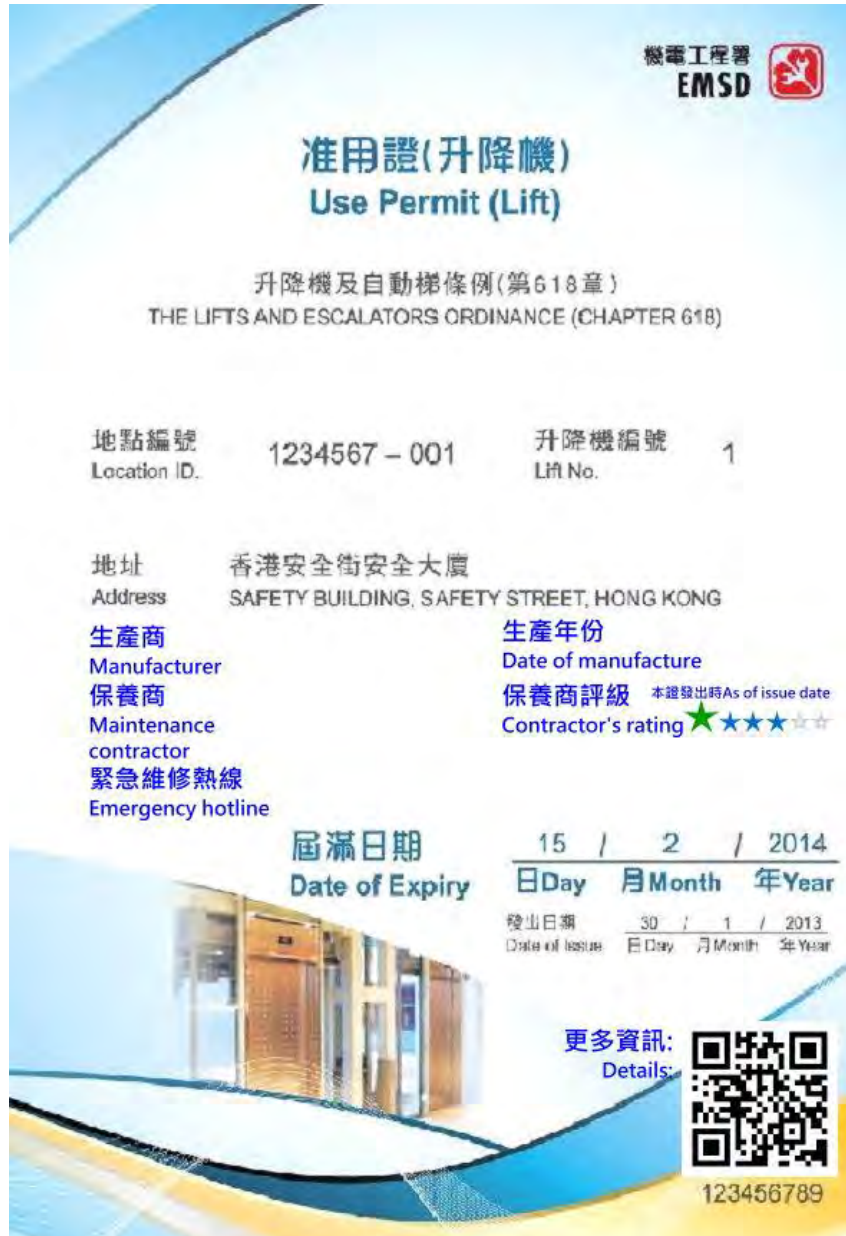 機電工程署
EMSD
准用證(升降機)
Use Permit (Lift)
升降機及自動梯條例(第618章)
THE LIFTS AND ESCALATORS ORDINANCE (CHAPTER 618)
地點編號 1234567 – 001 升降機編號 1
Location ID. Lift No.
地址 香港安全街安全大廈
Address SAFETY BUILDING, SAFETY STREET, HONG KONG
生產商 生產年份
Manufacturer Date of manufacture
保養商 保養商評級 本證發出時As of issue date
Maintenance Contractor's rating
contractor
緊急維修熱線
Emergency hotline
屆滿日期 15 / 2 / 2014
Date of Expiry 日Day 月Month 年Year
發出日期 30 / 1 / 2013
Date of Issue 日Day 月Month 年Year
更多資訊:
Details:
123456789